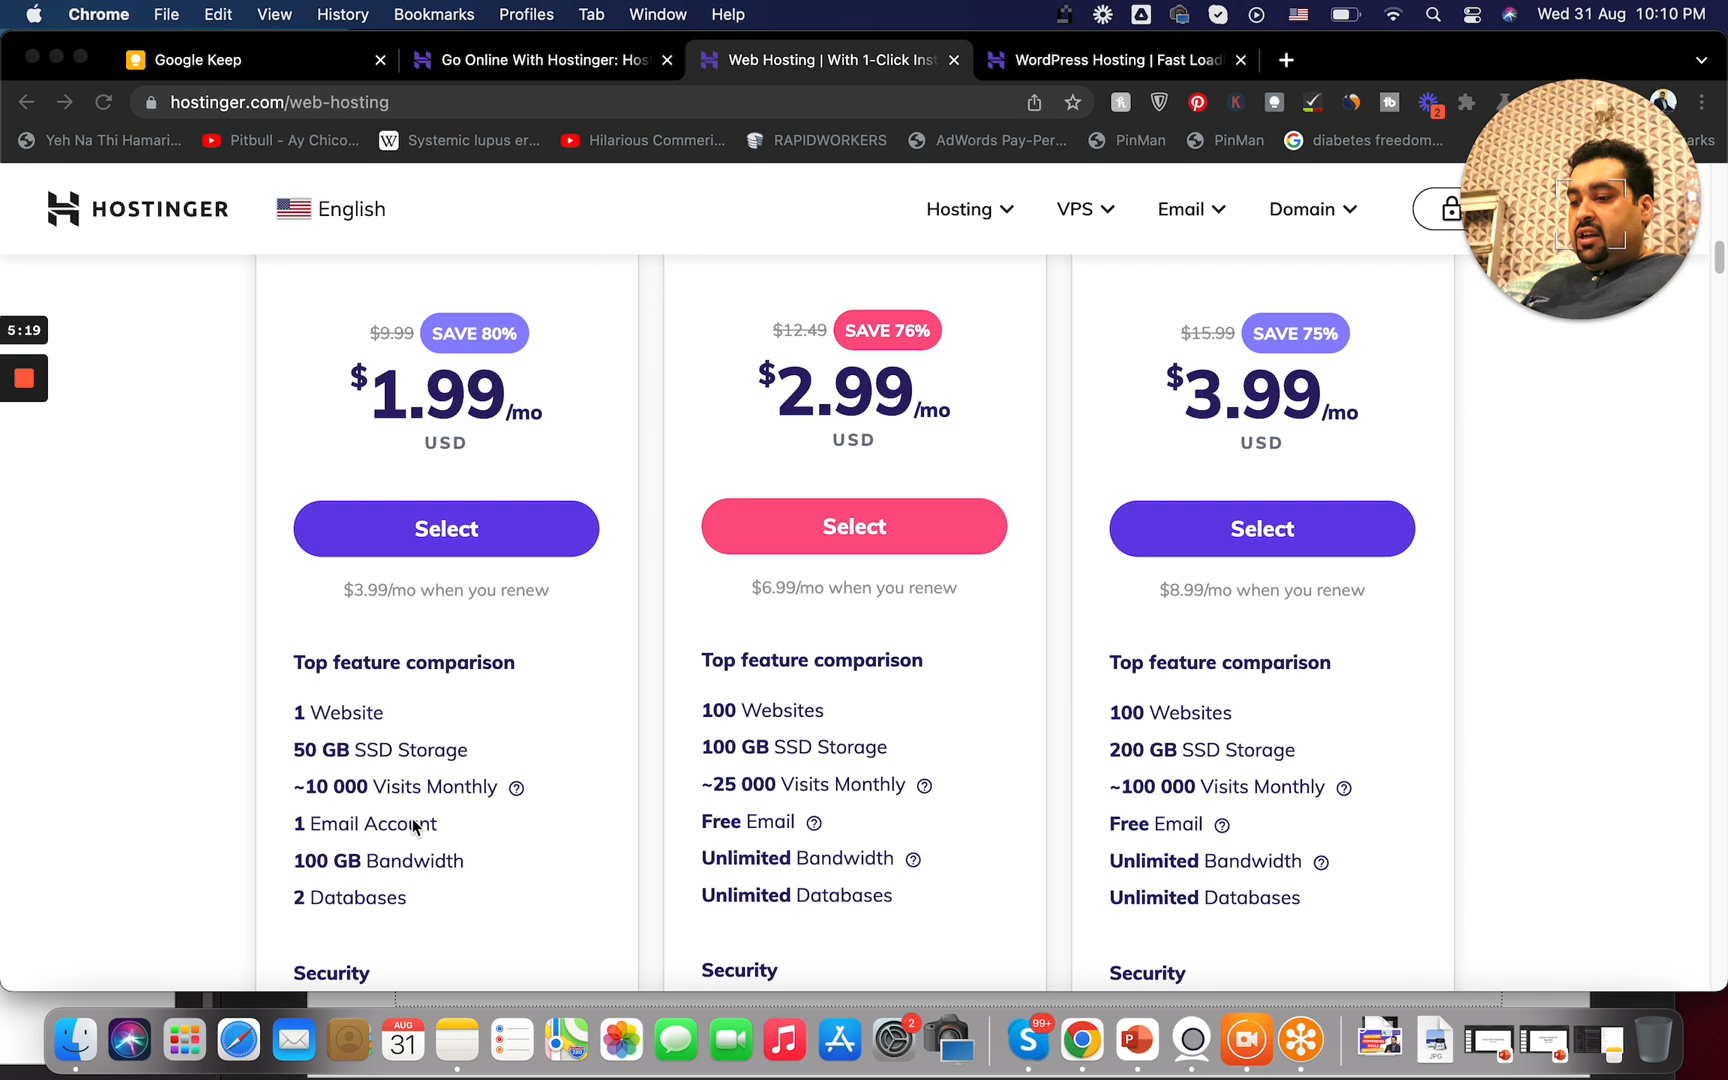 Chrome File Edit View History Bookmarks Profiles Tab Window Help Wed 31 Aug 10:10 PM
Google Keep Go Online With Hostinger: Hos Web Hosting | With 1-Click Inst WordPress Hosting | Fast Loadi
hostinger.com/web-hosting
2
Yeh Na Thi Hamari... Pitbull - Ay Chico... Systemic lupus er... Hilarious Commeri... RAPIDWORKERS AdWords Pay-Per... PinMan PinMan diabetes freedom... arks
HOSTINGER English Hosting VPS Email Domain
5:19
$9.99 SAVE 80%
$1.99/mo
USD
Select
$3.99/mo when you renew
Top feature comparison
1 Website
50 GB SSD Storage
~10 000 Visits Monthly
1 Email Account
100 GB Bandwidth
2 Databases
Security
$12.49 SAVE 76%
$2.99/mo
USD
Select
$6.99/mo when you renew
Top feature comparison
100 Websites
100 GB SSD Storage
~25 000 Visits Monthly
Free Email
Unlimited Bandwidth
Unlimited Databases
Security
$15.99 SAVE 75%
$3.99/mo
USD
Select
$8.99/mo when you renew
Top feature comparison
100 Websites
200 GB SSD Storage
~100 000 Visits Monthly
Free Email
Unlimited Bandwidth
Unlimited Databases
Security
AUG
31
2
99+
JPG